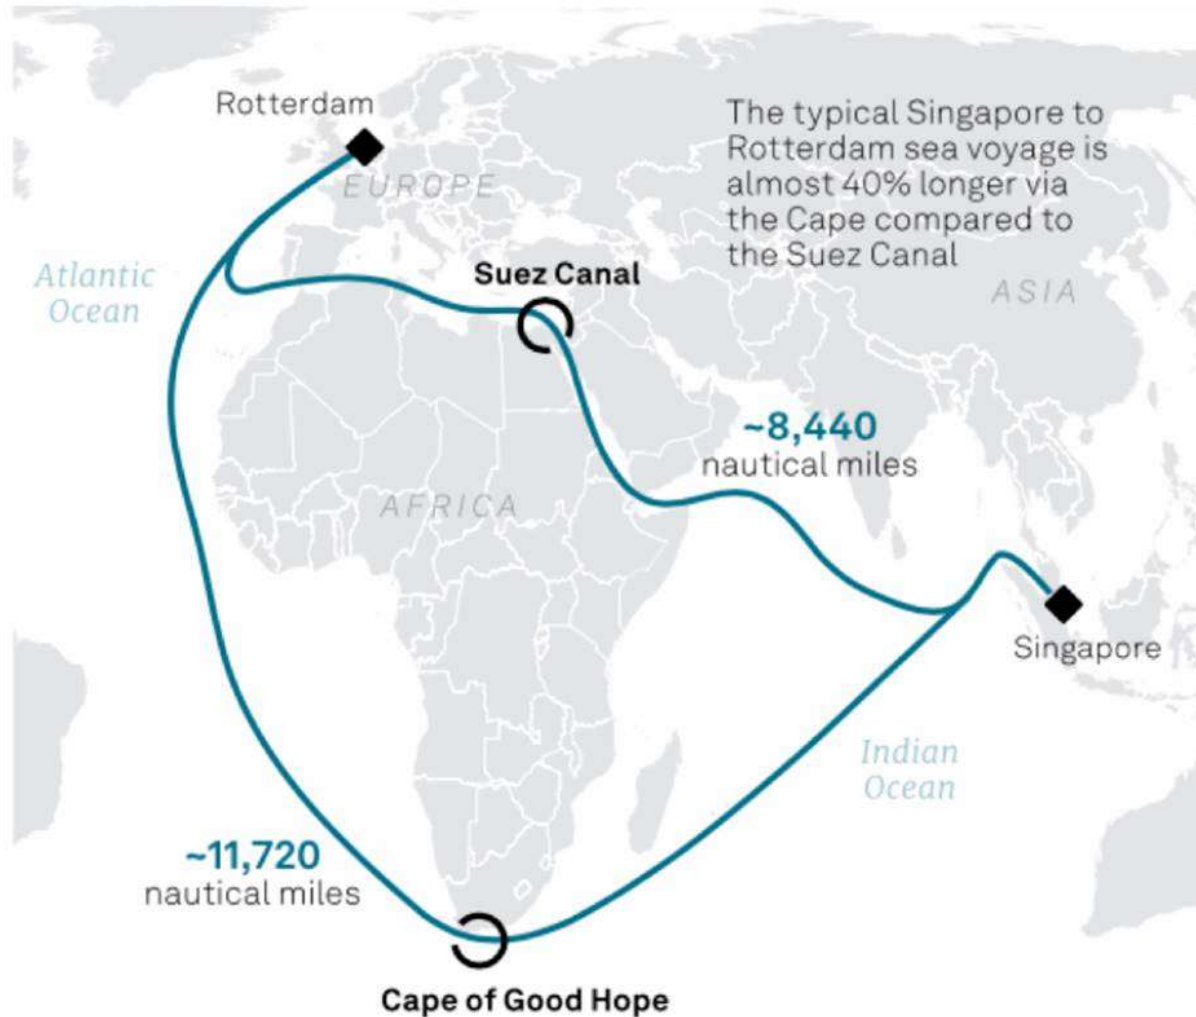 Rotterdam
The typical Singapore to
Rotterdam sea voyage is
almost 40% longer via
the Cape compared to
the Suez Canal
EUROPE
Atlantic
Ocean
Suez Canal
ASIA
~8,440
nautical miles
AFRICA
Singapore
Indian
Ocean
~11,720
nautical miles
Cape of Good Hope